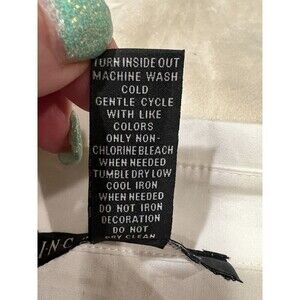 TURN INSIDE OUT
MACHINE WASH
COLD
GENTLE CYCLE
WITH LIKE
COLORS
ONLY NON-
CHLORINE BLEACH
WHEN NEEDED
TUMBLE DRY LOW
COOL IRON
WHEN NEEDED
DO NOT IRON
DECORATION
DO NOT
DRY CLEAN
INC